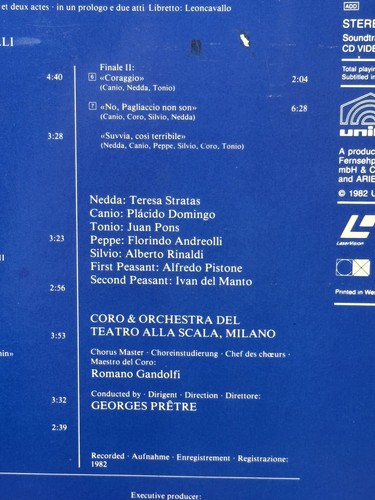 et deux actes · in un prologo e due atti Libretto: Leoncavallo
LLI
Finale II:
4:40
6 «Coraggio» 2:04
(Canio, Nedda, Tonio)
7 «No, Pagliaccio non son» 6:28
(Canio, Coro, Silvio, Nedda)
3:28
«Suvvia, così terribile»
(Nedda, Canio, Peppe, Silvio, Coro, Tonio)
Nedda: Teresa Stratas
Canio: Plácido Domingo
Tonio: Juan Pons
3:23
Peppe: Florindo Andreolli
Silvio: Alberto Rinaldi
First Peasant: Alfredo Pistone
2:56
Second Peasant: Ivan del Manto
CORO & ORCHESTRA DEL
3:53
TEATRO ALLA SCALA, MILANO
Chorus Master · Choreinstudierung · Chef des chœurs ·
Maestro del Coro:
Romano Gandolfi
3:32
Conducted by · Dirigent · Direction · Direttore:
GEORGES PRÊTRE
2:39
Recorded · Aufnahme · Enregistrement · Registrazione:
1982
Executive producer:
ADD
STERE
Soundtra
CD VIDE
Total playin
Subtitled in
unit
A produc
Fernsehp
mbH & C
and ARIE
© 1982 U
L
LaserVision
Printed in We